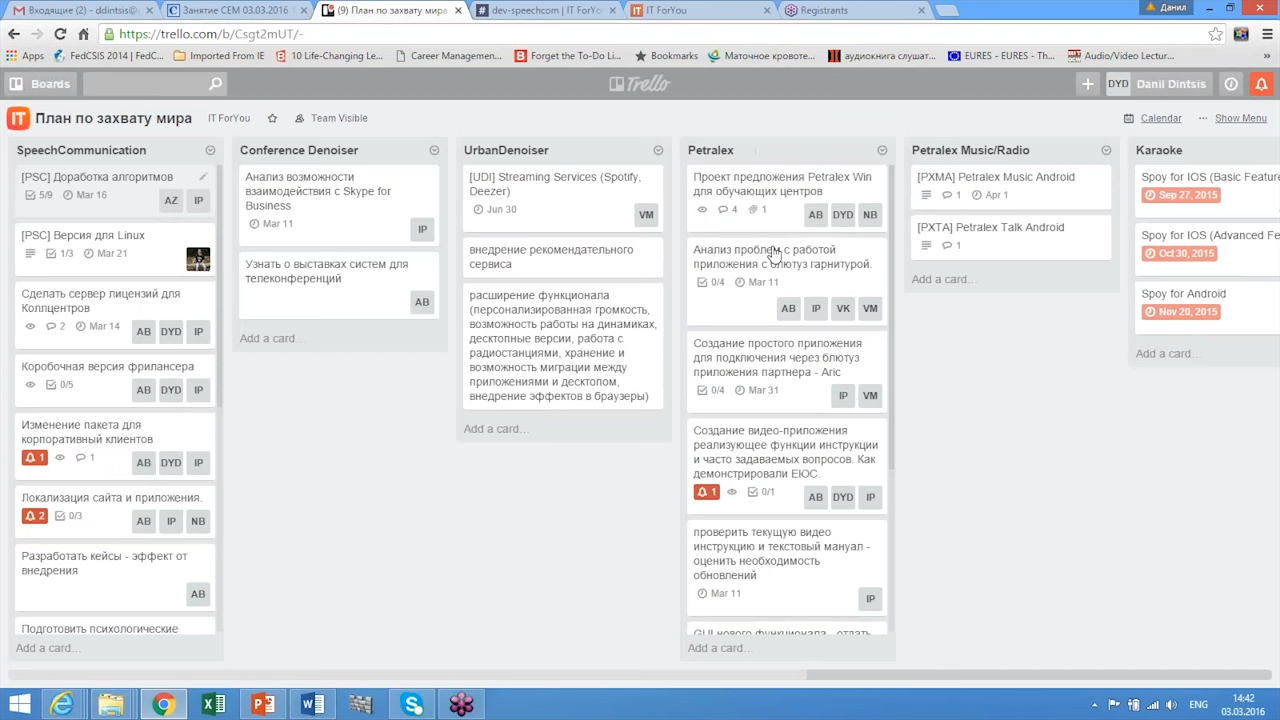 Входящие (2) - ddintsis@
Занятие СЕМ 03.03.2016
(9) План по захвату мира
dev-speechcom | IT ForYou
IT ForYou
Registrants
Данил
https://trello.com/b/Csgt2mUT/-
Apps
FedCSIS 2014 | FedC...
Imported From IE
10 Life-Changing Le...
Career Managemen...
Forget the To-Do Li...
Bookmarks
Маточное кровоте...
аудиокнига слушат...
EURES - EURES - Th...
Audio/Video Lectur...
Boards
Trello
DYD Danil Dintsis
IT План по захвату мира
IT ForYou
Team Visible
Calendar
Show Menu
SpeechCommunication
[PSC] Доработка алгоритмов
5/9 Mar 16
AZ IP
[PSC] Версия для Linux
1/3 Mar 21
Сделать сервер лицензий для
Коллцентров
2 Mar 14
AB DYD IP
Коробочная версия фрилансера
0/5
AB DYD IP
Изменение пакета для
корпоративный клиентов
1 1
AB DYD IP
Локализация сайта и приложения.
2 0/3
AB IP NB
Разработать кейсы - эффект от
внедрения
AB
Подготовить психологические
Add a card...
Conference Denoiser
Анализ возможности
взаимодействия с Skype for
Business
Mar 11
IP
Узнать о выставках систем для
телеконференций
AB
Add a card...
UrbanDenoiser
[UDI] Streaming Services (Spotify,
Deezer)
Jun 30
VM
внедрение рекомендательного
сервиса
расширение функционала
(персонализированная громкость,
возможность работы на динамиках,
десктопные версии, работа с
радиостанциями, хранение и
возможность миграции между
приложениями и десктопом,
внедрение эффектов в браузеры)
Add a card...
Petralex
Проект предложения Petralex Win
для обучающих центров
4 1
AB DYD NB
Анализ проблем с работой
приложения с блютуз гарнитурой.
0/4 Mar 11
AB IP VK VM
Создание простого приложения
для подключения через блютуз
приложения партнера - Aric
0/4 Mar 31
IP VM
Создание видео-приложения
реализующее функции инструкции
и часто задаваемых вопросов. Как
демонстрировали ЕЮС.
1 0/1
AB DYD IP
проверить текущую видео
инструкцию и текстовый мануал -
оценить необходимость
обновлений
Mar 11
IP
GUI нового функционала - отдать
Add a card...
Petralex Music/Radio
[PXMA] Petralex Music Android
1 Apr 1
[PXTA] Petralex Talk Android
1
Add a card...
Karaoke
Spoy for IOS (Basic Feature
Sep 27, 2015
Spoy for IOS (Advanced Fe
Oct 30, 2015
Spoy for Android
Nov 20, 2015
Add a card...
ENG
14:42
03.03.2016